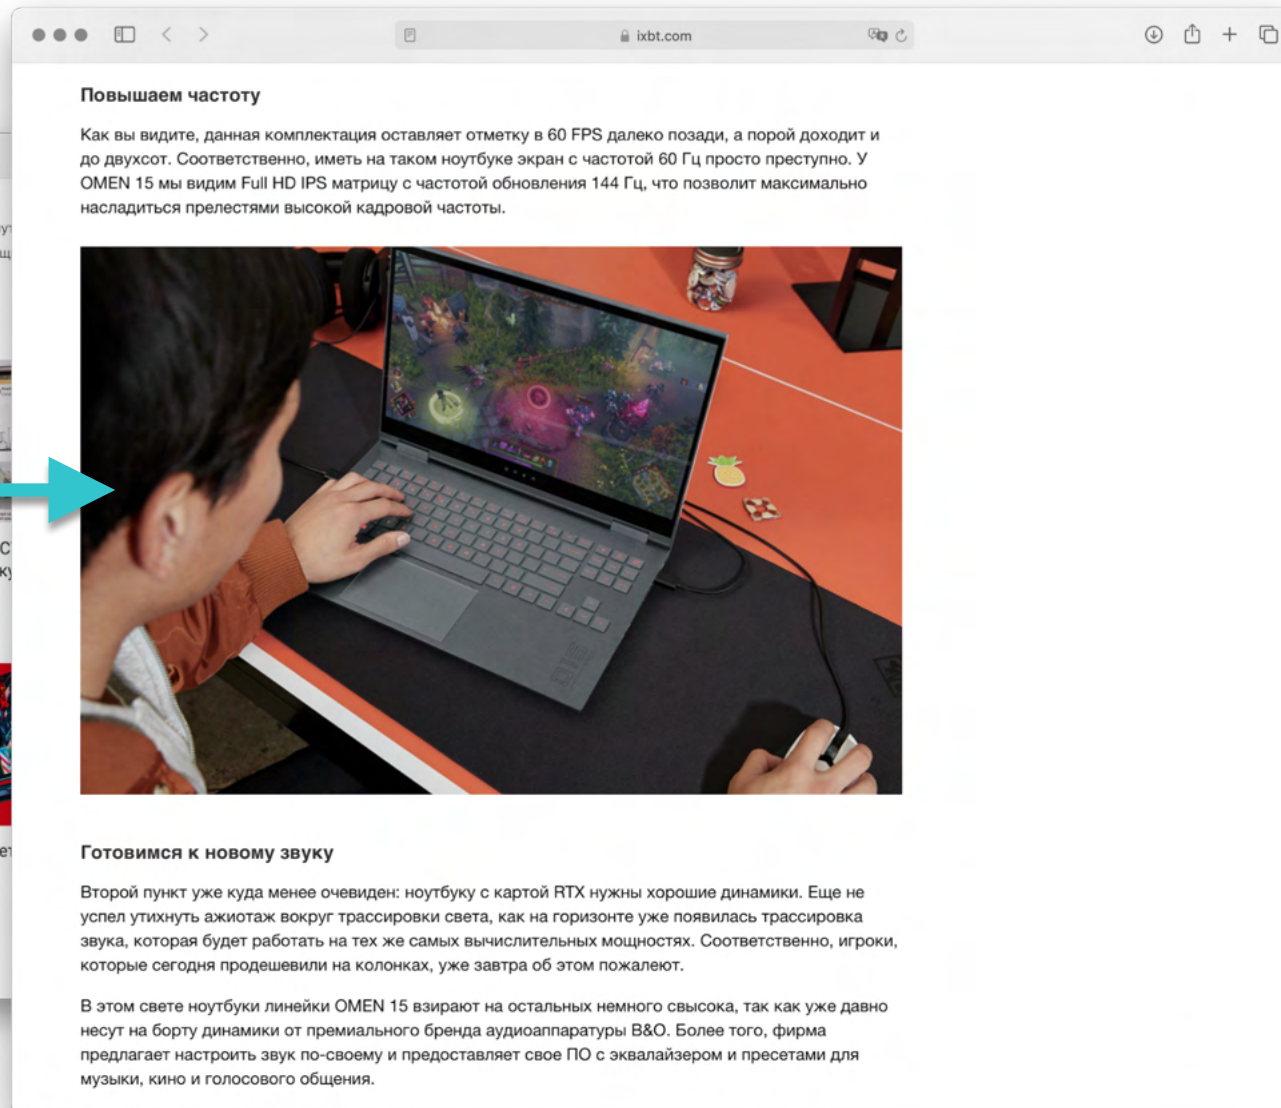 ixbt.com
Повышаем частоту
Как вы видите, данная комплектация оставляет отметку в 60 FPS далеко позади, а порой доходит и
до двухсот. Соответственно, иметь на таком ноутбуке экран с частотой 60 Гц просто преступно. У
OMEN 15 мы видим Full HD IPS матрицу с частотой обновления 144 Гц, что позволит максимально
насладиться прелестями высокой кадровой частоты.
Готовимся к новому звуку
Второй пункт уже куда менее очевиден: ноутбуку с картой RTX нужны хорошие динамики. Еще не
успел утихнуть ажиотаж вокруг трассировки света, как на горизонте уже появилась трассировка
звука, которая будет работать на тех же самых вычислительных мощностях. Соответственно, игроки,
которые сегодня продешевили на колонках, уже завтра об этом пожалеют.
В этом свете ноутбуки линейки OMEN 15 взирают на остальных немного свысока, так как уже давно
несут на борту динамики от премиального бренда аудиоаппаратуры B&O. Более того, фирма
предлагает настроить звук по-своему и предоставляет свое ПО с эквалайзером и пресетами для
музыки, кино и голосового общения.